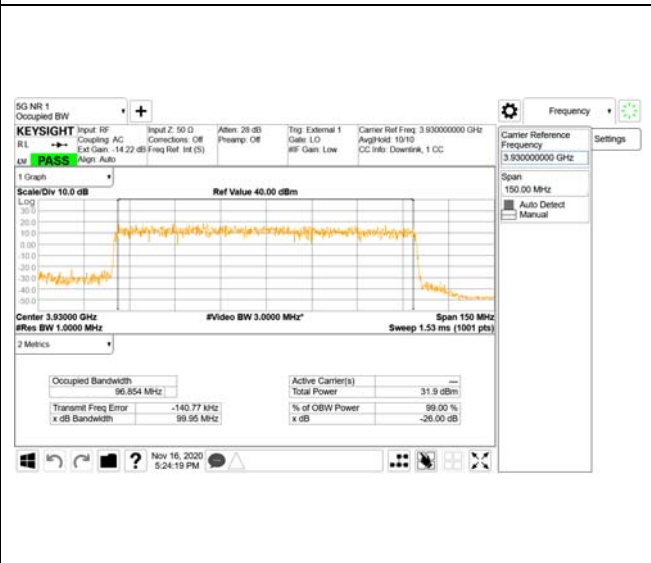 5G NR 1
Occupied BW
Frequency
KEYSIGHT
Input: RF
Input Z: 50 Ω
Atten: 28 dB
Trig: External 1
Carrier Ref Freq: 3.930000000 GHz
RL
Coupling: AC
Corrections: Off
Preamp: Off
Gate: LO
Avg|Hold: 10/10
Ext Gain: -14.22 dB
Freq Ref: Int (S)
#IF Gain: Low
CC Info: Downlink, 1 CC
PASS
Align: Auto
Carrier Reference
Frequency
3.930000000 GHz
Settings
Span
150.00 MHz
Auto Detect
Manual
1 Graph
Scale/Div 10.0 dB
Ref Value 40.00 dBm
Log
30.0
20.0
10.0
0.00
-10.0
-20.0
-30.0
-40.0
-50.0
Center 3.93000 GHz
#Video BW 3.0000 MHz*
Span 150 MHz
#Res BW 1.0000 MHz
Sweep 1.53 ms (1001 pts)
2 Metrics
Occupied Bandwidth
96.854 MHz
Active Carrier(s)
---
Total Power
31.9 dBm
Transmit Freq Error
-140.77 kHz
% of OBW Power
99.00 %
x dB Bandwidth
99.95 MHz
x dB
-26.00 dB
?
Nov 16, 2020
5:24:19 PM